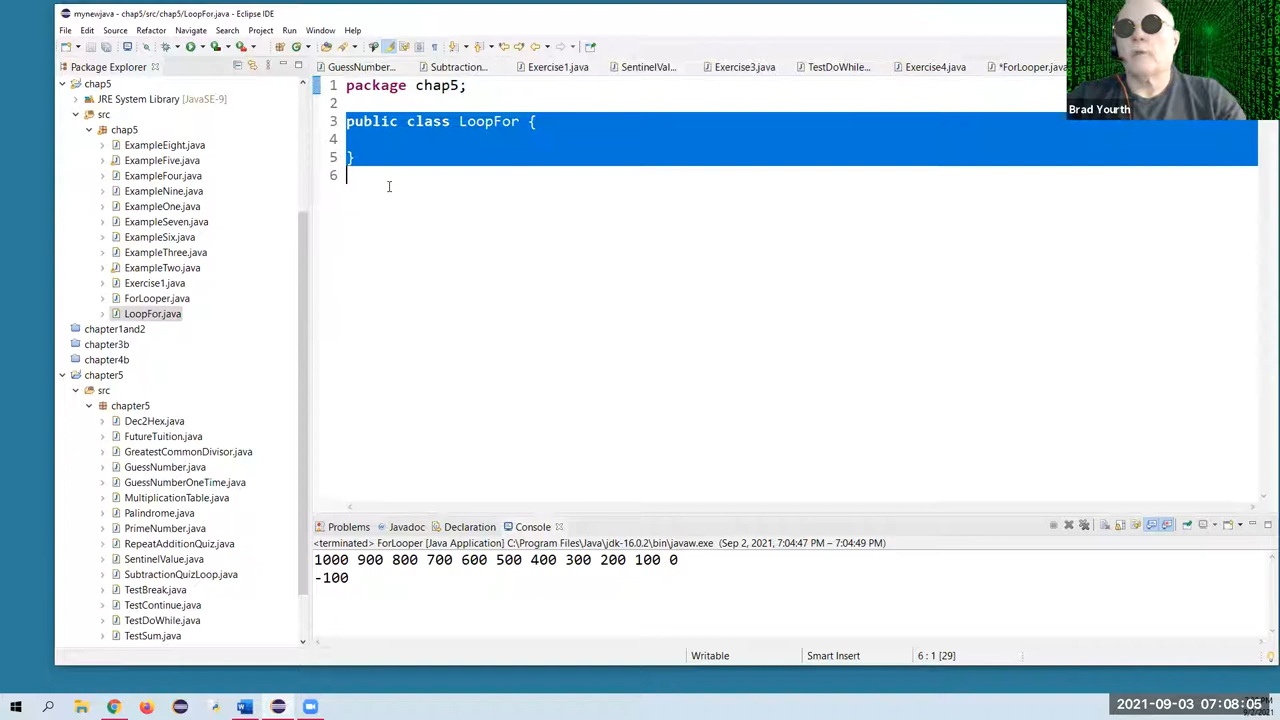 mynewjava - chap5/src/chap5/LoopFor.java - Eclipse IDE
File Edit Source Refactor Navigate Search Project Run Window Help
Package Explorer
GuessNumber... Subtraction... Exercise1.java SentinelVal... Exercise3.java TestDoWhile... Exercise4.java *ForLooper.java
Brad Yourth
chap5
JRE System Library [JavaSE-9]
src
chap5
ExampleEight.java
ExampleFive.java
ExampleFour.java
ExampleNine.java
ExampleOne.java
ExampleSeven.java
ExampleSix.java
ExampleThree.java
ExampleTwo.java
Exercise1.java
ForLooper.java
LoopFor.java
chapter1and2
chapter3b
chapter4b
chapter5
src
chapter5
Dec2Hex.java
FutureTuition.java
GreatestCommonDivisor.java
GuessNumber.java
GuessNumberOneTime.java
MultiplicationTable.java
Palindrome.java
PrimeNumber.java
RepeatAdditionQuiz.java
SentinelValue.java
SubtractionQuizLoop.java
TestBreak.java
TestContinue.java
TestDoWhile.java
TestSum.java
1 package chap5;
2
3 public class LoopFor {
4
5 }
6
Problems Javadoc Declaration Console
<terminated> ForLooper [Java Application] C:\Program Files\Java\jdk-16.0.2\bin\javaw.exe (Sep 2, 2021, 7:04:47 PM – 7:04:49 PM)
1000 900 800 700 600 500 400 300 200 100 0
-100
Writable Smart Insert 6 : 1 [29]
2021-09-03 07:08:05